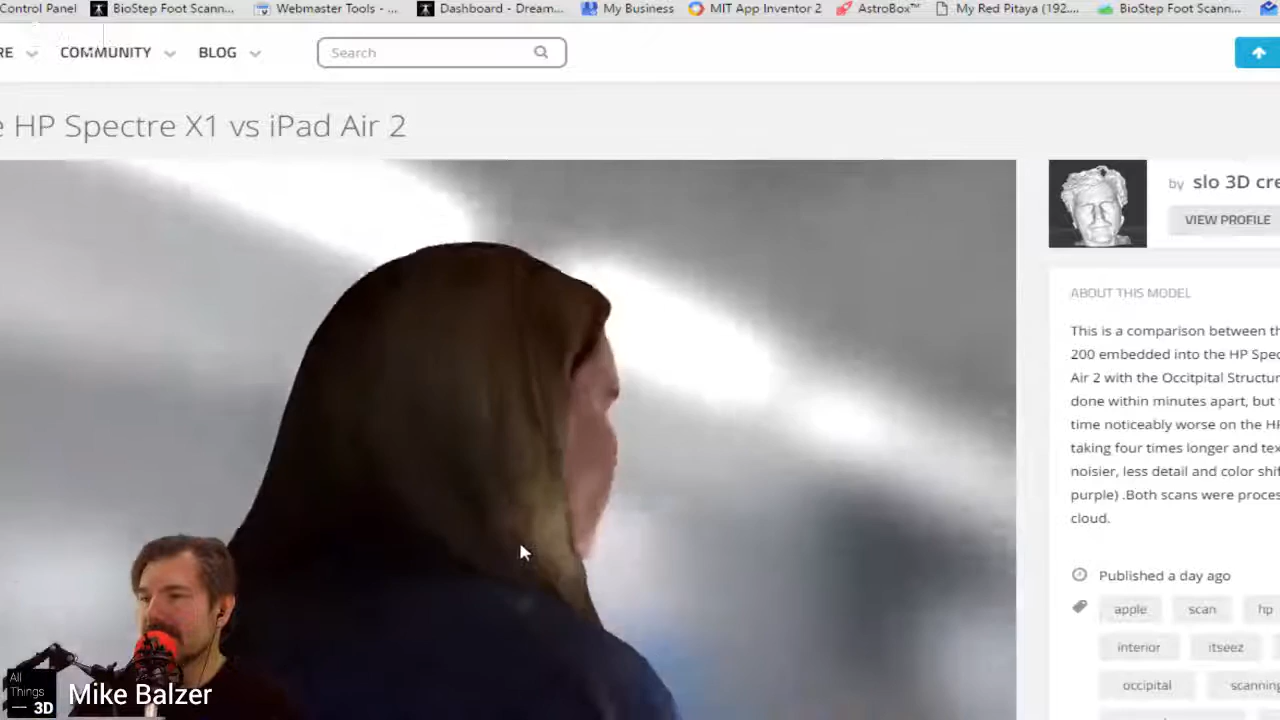 Control Panel BioStep Foot Scann... Webmaster Tools - ... Dashboard - Dream... My Business MIT App Inventor 2 AstroBox™ My Red Pitaya (192.... BioStep Foot Scann...
RE COMMUNITY BLOG Search
e HP Spectre X1 vs iPad Air 2
by slo 3D cre
VIEW PROFILE
ABOUT THIS MODEL
This is a comparison between th
200 embedded into the HP Spec
Air 2 with the Occitpital Structur
done within minutes apart, but
time noticeably worse on the HP
taking four times longer and tex
noisier, less detail and color shif
purple) .Both scans were proces
cloud.
Published a day ago
apple scan hp
interior itseez
occipital scanning
All
Things
3D
Mike Balzer